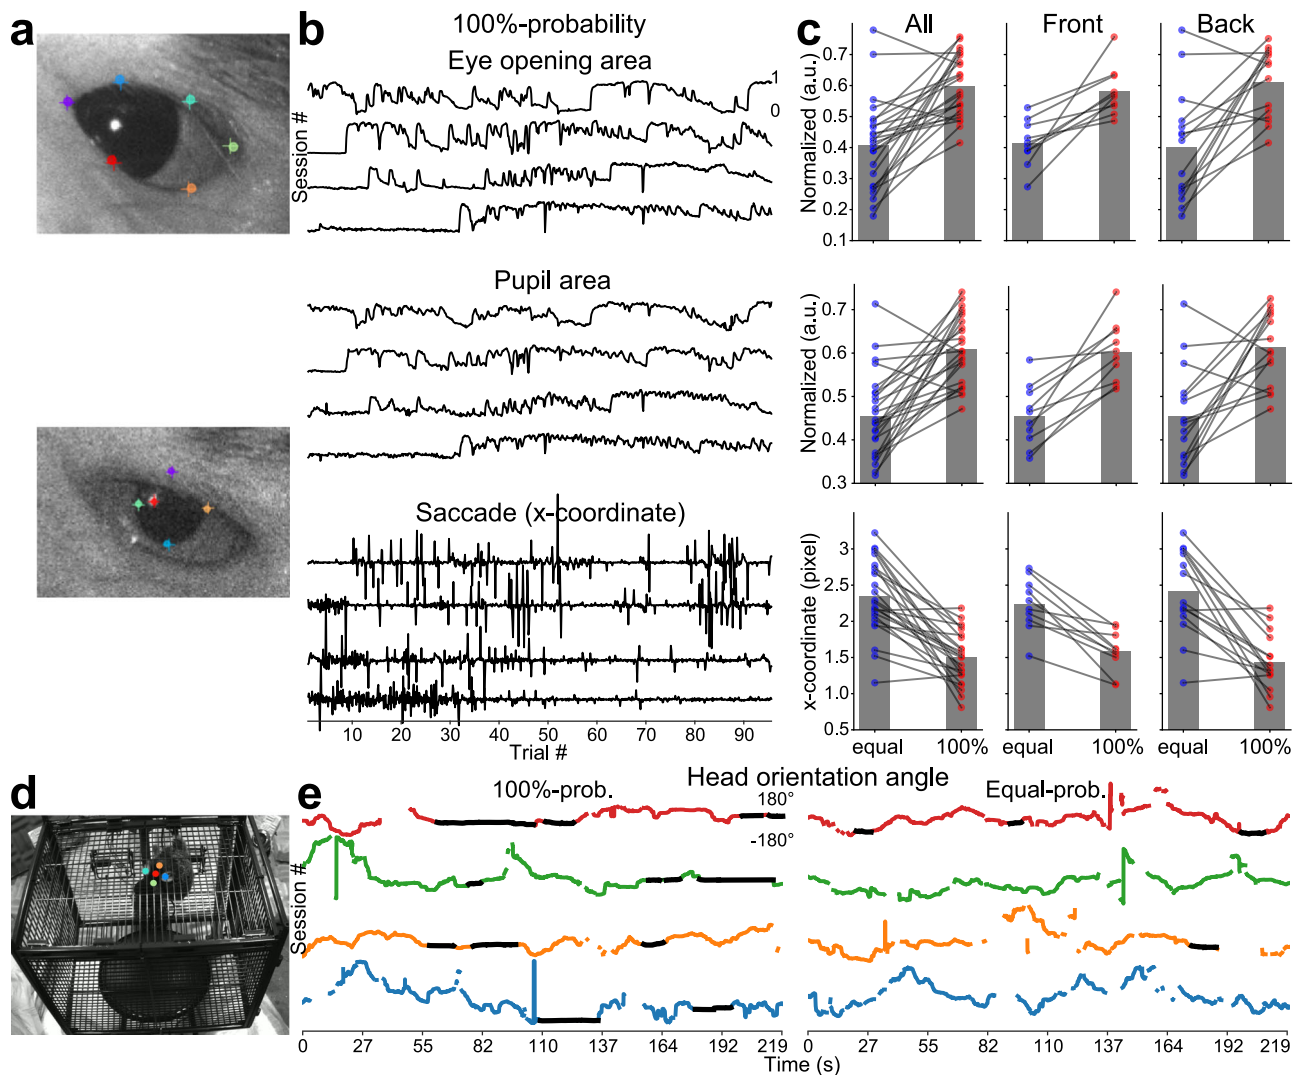 a
b
100%-probability
Eye opening area
1
0
Session #
Pupil area
Saccade (x-coordinate)
10 20 30 40 50 60 70 80 90
Trial #
c
All Front Back
Normalized (a.u.)
0.7
0.6
0.5
0.4
0.3
0.2
0.1
Normalized (a.u.)
0.7
0.6
0.5
0.4
0.3
x-coordinate (pixel)
3
2.5
2
1.5
1
0.5
equal 100% equal 100% equal 100%
d
e
Head orientation angle
100%-prob. 180° Equal-prob.
-180°
Session #
0 27 55 82 110 137 164 192 219 0 27 55 82 110 137 164 192 219
Time (s)